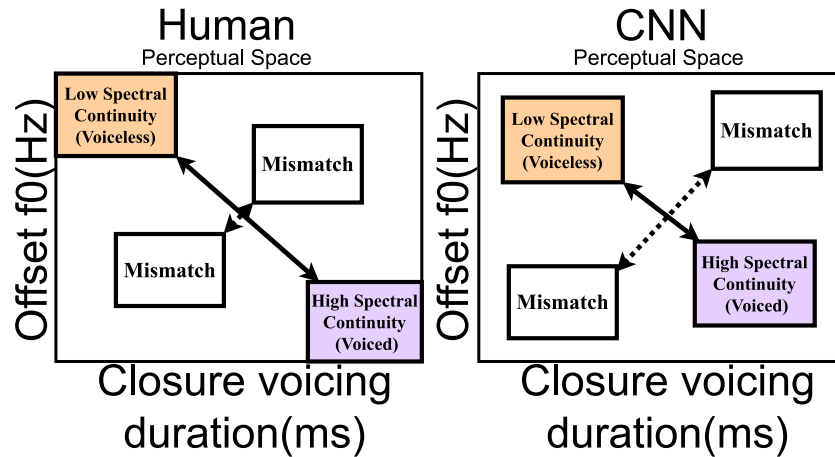 Human
Perceptual Space
Offset f0(Hz)
Low Spectral
Continuity
(Voiceless)
Mismatch
Mismatch
High Spectral
Continuity
(Voiced)
Closure voicing
duration(ms)
CNN
Perceptual Space
Offset f0(Hz)
Low Spectral
Continuity
(Voiceless)
Mismatch
Mismatch
High Spectral
Continuity
(Voiced)
Closure voicing
duration(ms)